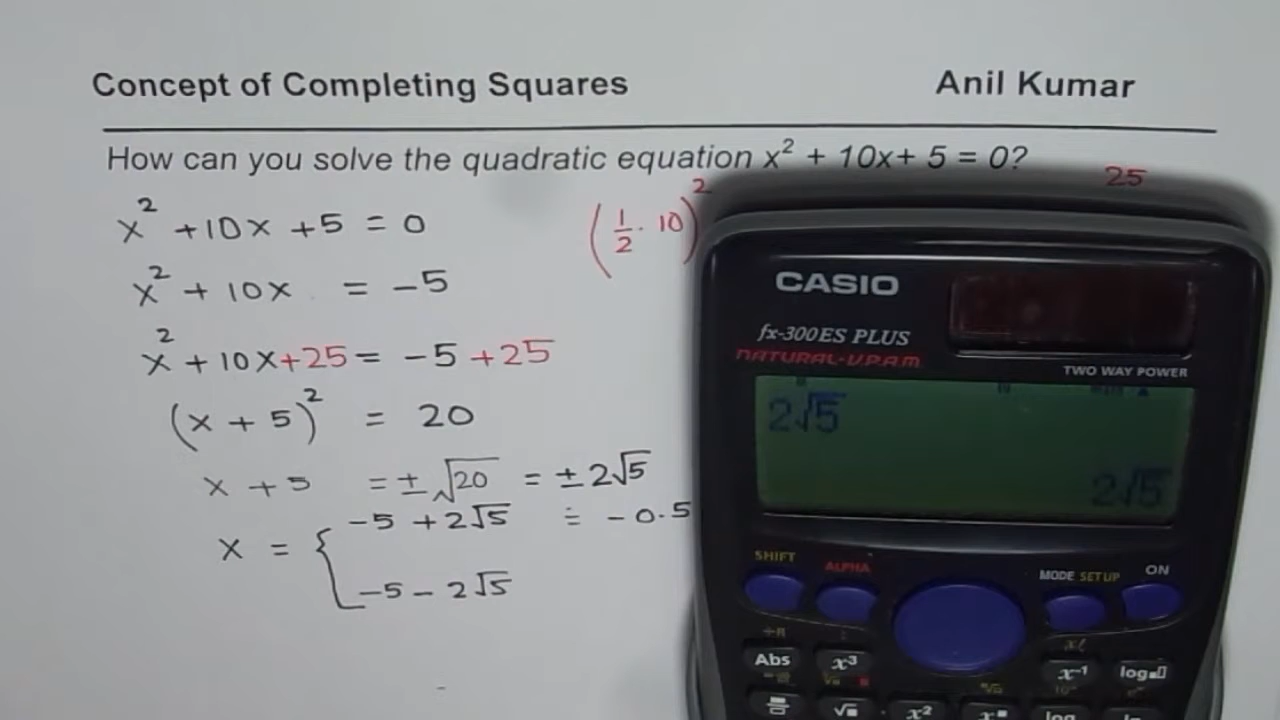 Concept of Completing Squares Anil Kumar
How can you solve the quadratic equation x² + 10x+ 5 = 0?
25
x² + 10x + 5 = 0
(1/2 · 10)²
x² + 10x = -5
x² + 10x + 25 = -5 + 25
(x + 5)² = 20
x + 5 = ±√20 = ±2√5
x = { -5 + 2√5 ≐ -0.5
-5 - 2√5
CASIO
fx-300ES PLUS
NATURAL-V.P.A.M.
TWO WAY POWER
2√5
2√5
SHIFT
ALPHA
MODE SETUP
ON
Abs
x³
x⁻¹
log
√
x²
log